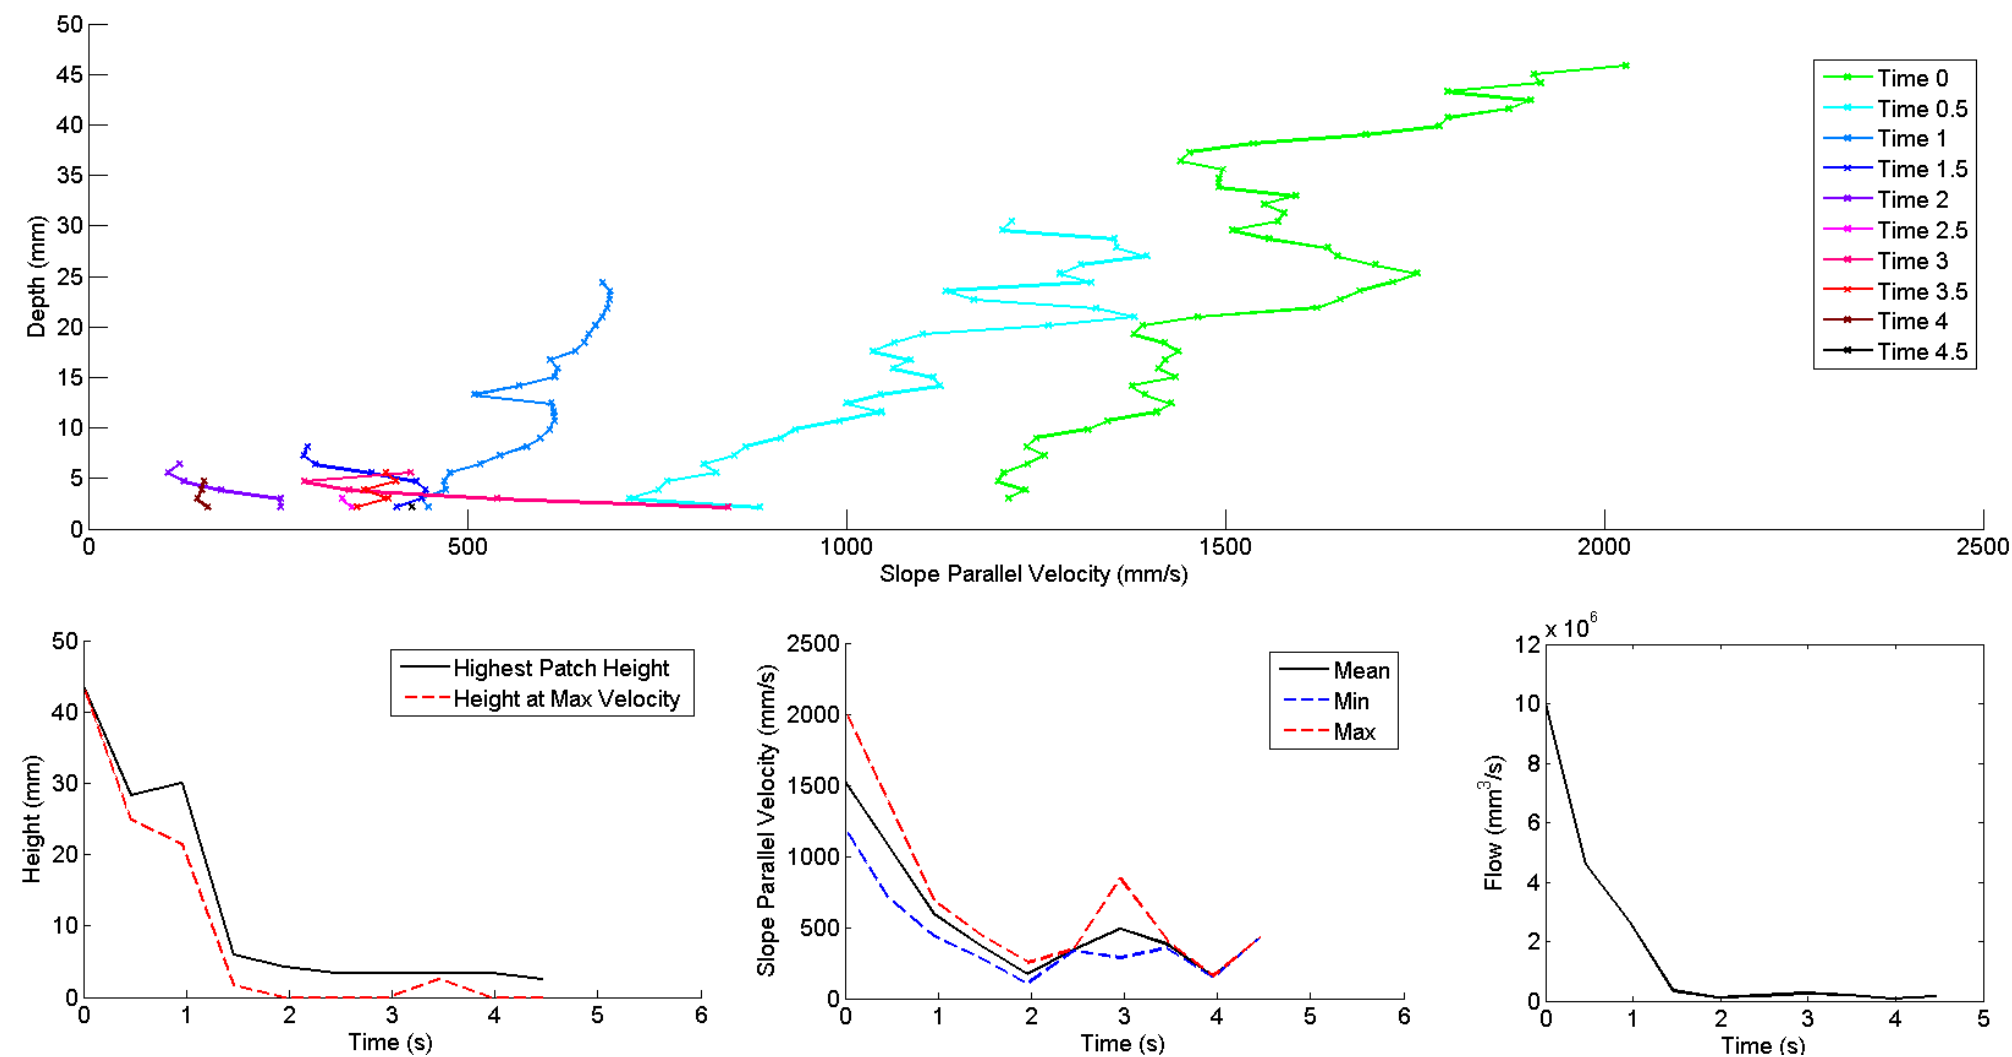 50
45
40
35
30
25
20
15
10
5
0
Depth (mm)
0 500 1000 1500 2000 2500
Slope Parallel Velocity (mm/s)
Time 0
Time 0.5
Time 1
Time 1.5
Time 2
Time 2.5
Time 3
Time 3.5
Time 4
Time 4.5
50
40
30
20
10
0
Height (mm)
0 1 2 3 4 5 6
Time (s)
Highest Patch Height
Height at Max Velocity
2500
2000
1500
1000
500
0
Slope Parallel Velocity (mm/s)
0 1 2 3 4 5 6
Time (s)
Mean
Min
Max
x 10^6
12
10
8
6
4
2
0
Flow (mm^3/s)
0 1 2 3 4 5
Time (s)